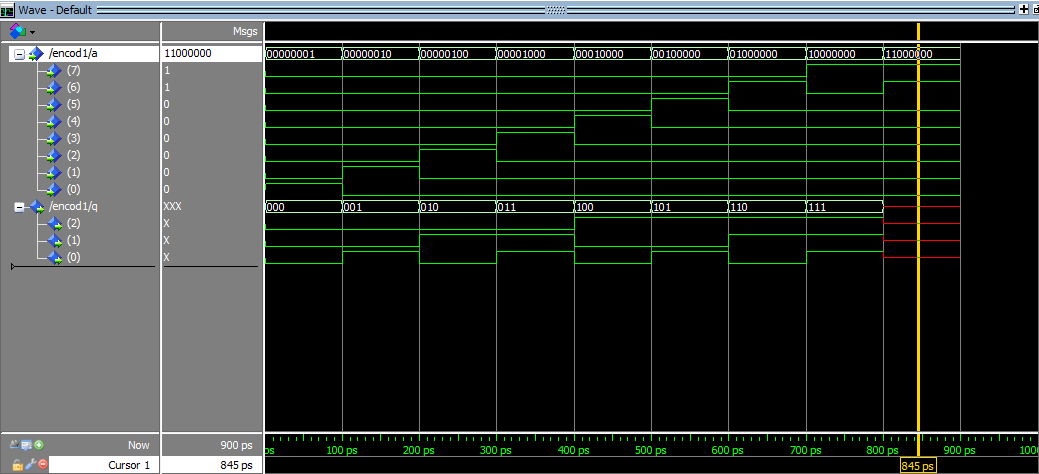 Wave - Default
Msgs
/encod1/a 11000000 00000001 00000010 00000100 00001000 00010000 00100000 01000000 10000000 11000000
(7) 1
(6) 1
(5) 0
(4) 0
(3) 0
(2) 0
(1) 0
(0) 0
/encod1/q XXX 000 001 010 011 100 101 110 111
(2) X
(1) X
(0) X
Now 900 ps ps 100 ps 200 ps 300 ps 400 ps 500 ps 600 ps 700 ps 800 ps 900 ps 1000
Cursor 1 845 ps 845 ps